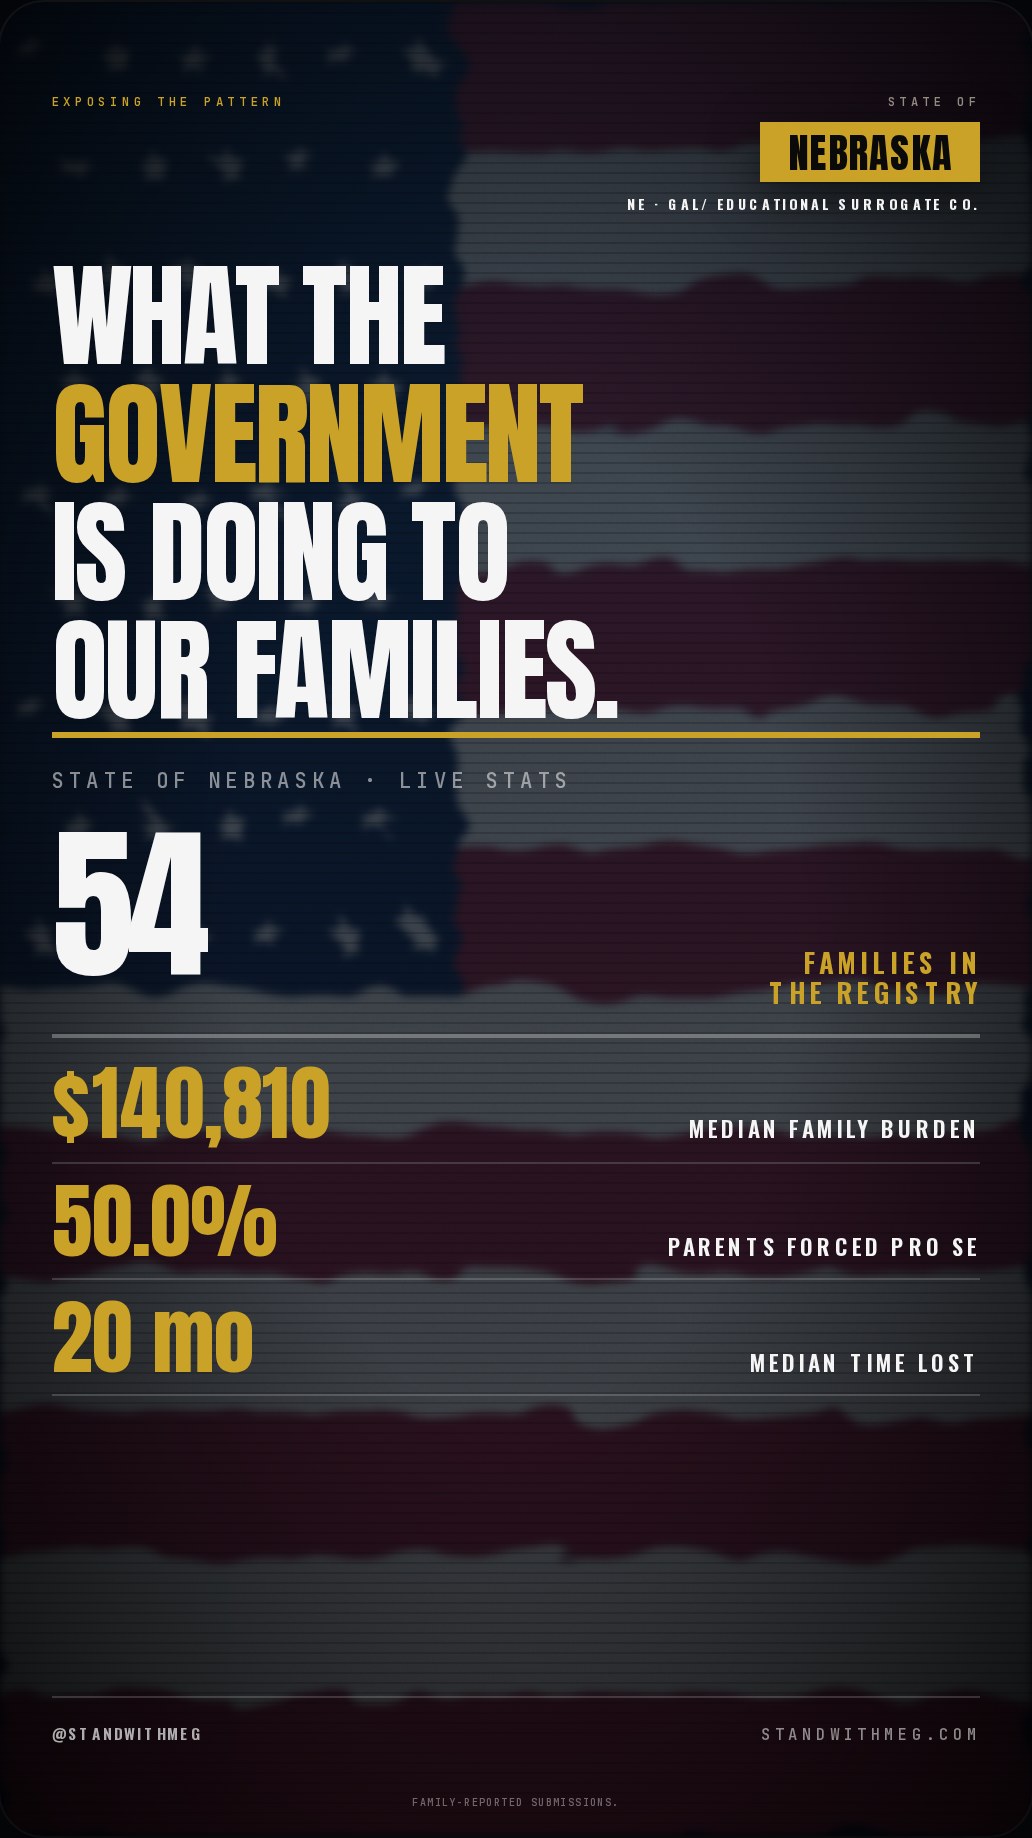 EXPOSING THE PATTERN
STATE OF
NEBRASKA
NE · GAL/ EDUCATIONAL SURROGATE CO.
WHAT THE
GOVERNMENT
IS DOING TO
OUR FAMILIES.
STATE OF NEBRASKA · LIVE STATS
54
FAMILIES IN
THE REGISTRY
$140,810
MEDIAN FAMILY BURDEN
50.0%
PARENTS FORCED PRO SE
20 mo
MEDIAN TIME LOST
@STANDWITHMEG
STANDWITHMEG.COM
FAMILY-REPORTED SUBMISSIONS.